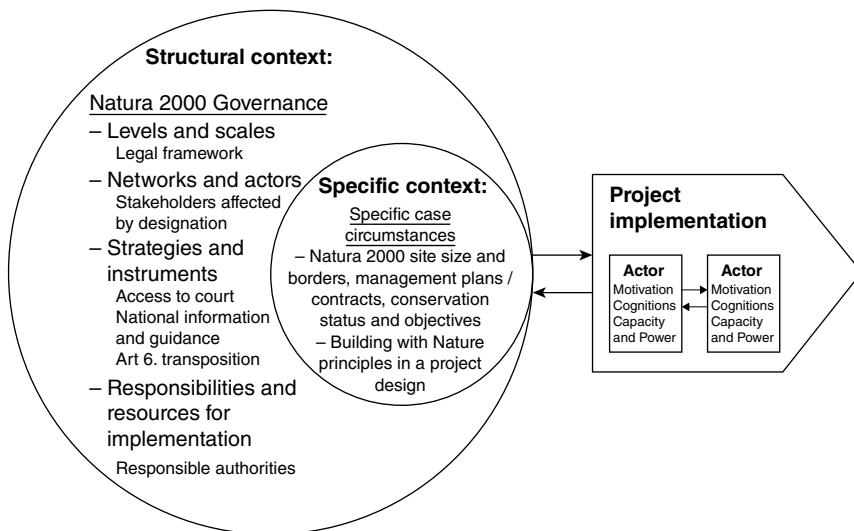 Structural context:
Natura 2000 Governance
– Levels and scales
Legal framework
– Networks and actors
Stakeholders affected
by designation
– Strategies and
instruments
Access to court
National information
and guidance
Art 6. transposition
– Responsibilities and
resources for
implementation
Responsible authorities
Specific context:
Specific case
circumstances
– Natura 2000 site size and
borders, management plans /
contracts, conservation
status and objectives
– Building with Nature
principles in a project
design
Project
implementation
Actor
Motivation
Cognitions
Capacity
and Power
Actor
Motivation
Cognitions
Capacity
and Power